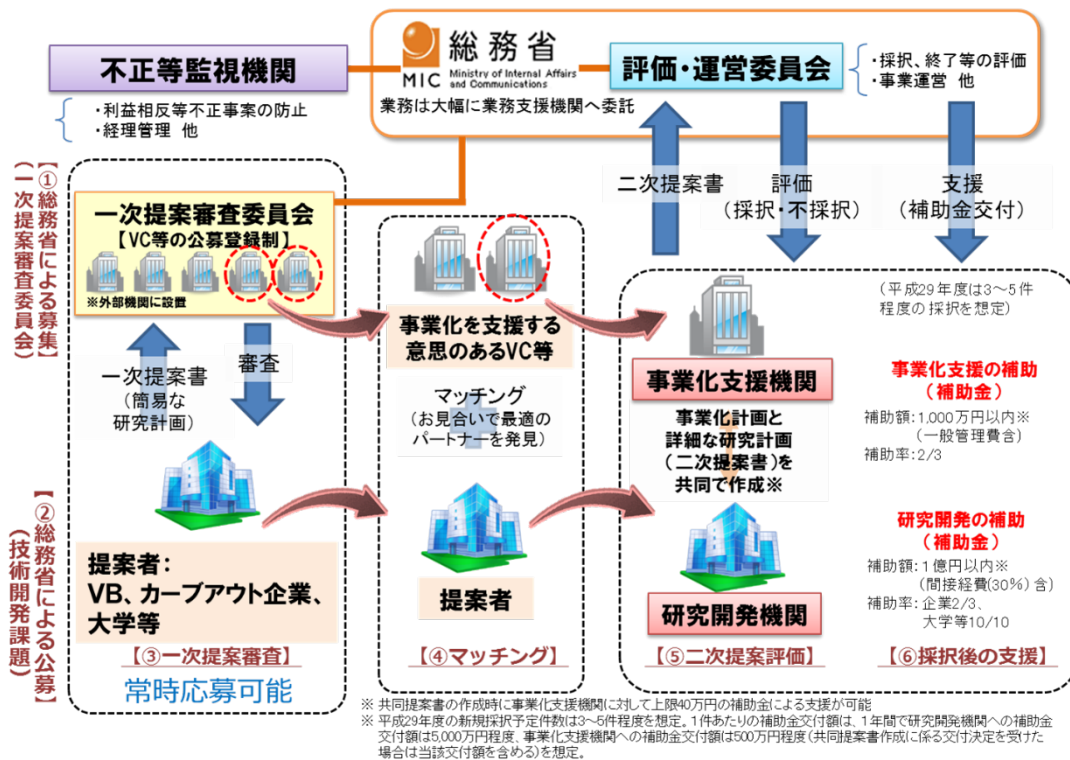 不正等監視機関
・利益相反等不正事案の防止
・経理管理 他
総務省
MIC Ministry of Internal Affairs
and Communications
業務は大幅に業務支援機関へ委託
評価・運営委員会
・採択、終了等の評価
・事業運営 他
【①総務省による募集】
(一次提案審査委員会)
一次提案審査委員会
【VC等の公募登録制】
※外部機関に設置
一次提案書
(簡易な
研究計画)
審査
【②総務省による公募】
(技術開発課題)
提案者:
VB、カーブアウト企業、
大学等
【③一次提案審査】
常時応募可能
事業化を支援する
意思のあるVC等
マッチング
(お見合いで最適の
パートナーを発見)
提案者
【④マッチング】
二次提案書
評価
(採択・不採択)
支援
(補助金交付)
事業化支援機関
事業化計画と
詳細な研究計画
(二次提案書)を
共同で作成※
研究開発機関
【⑤二次提案評価】
(平成29年度は3~5件
程度の採択を想定)
事業化支援の補助
(補助金)
補助額:1,000万円以内※
(一般管理費含)
補助率:2/3
研究開発の補助
(補助金)
補助額:1億円以内※
(間接経費(30%)含)
補助率:企業2/3、
大学等10/10
【⑥採択後の支援】
※ 共同提案書の作成時に事業化支援機関に対して上限40万円の補助金による支援が可能
※ 平成29年度の新規採択予定件数は3~5件程度を想定。1件あたりの補助金交付額は、1年間で研究開発機関への補助金
交付額は5,000万円程度、事業化支援機関への補助金交付額は500万円程度(共同提案書作成に係る交付決定を受けた
場合は当該交付額を含める)を想定。